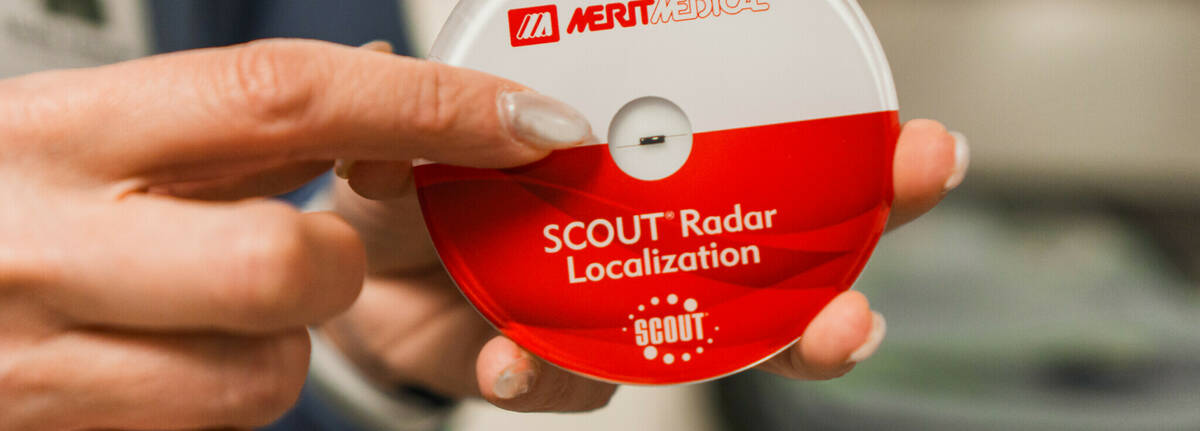 MERIT MEDICAL
SCOUT® Radar
Localization
SCOUT